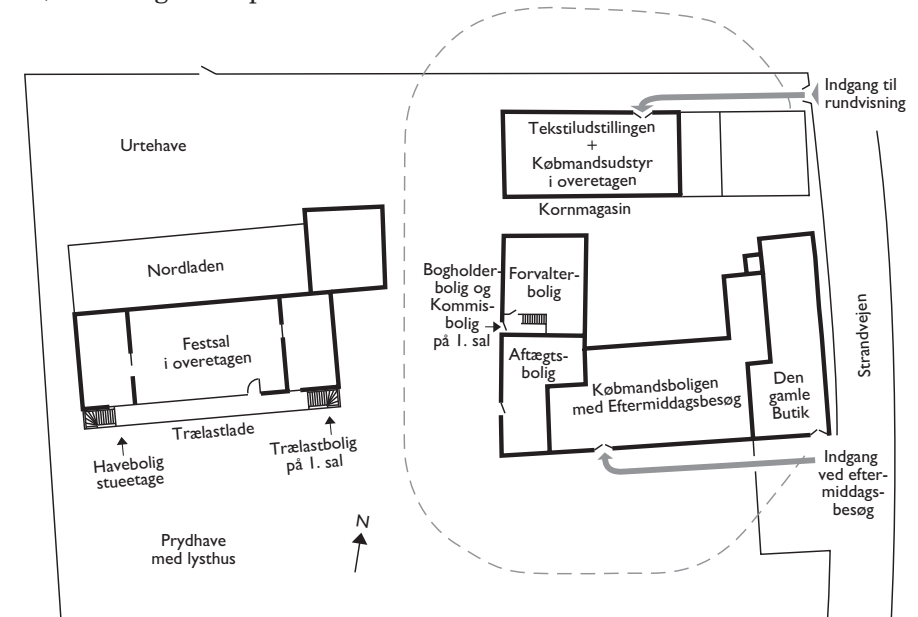 Indgang til
rundvisning
Urtehave
Tekstiludstillingen
+
Købmandsudstyr
i overetagen
Kornmagasin
Nordladen
Bogholder-
bolig og
Kommis-
bolig
på 1. sal
Forvalter-
bolig
Festsal
i overetagen
Aftægts-
bolig
Købmandsboligen
med Eftermiddagsbesøg
Den
gamle
Butik
Strandvejen
Trælastlade
Havebolig
stueetage
Trælastbolig
på 1. sal
Indgang
ved efter-
middags-
besøg
N
Prydhave
med lysthus